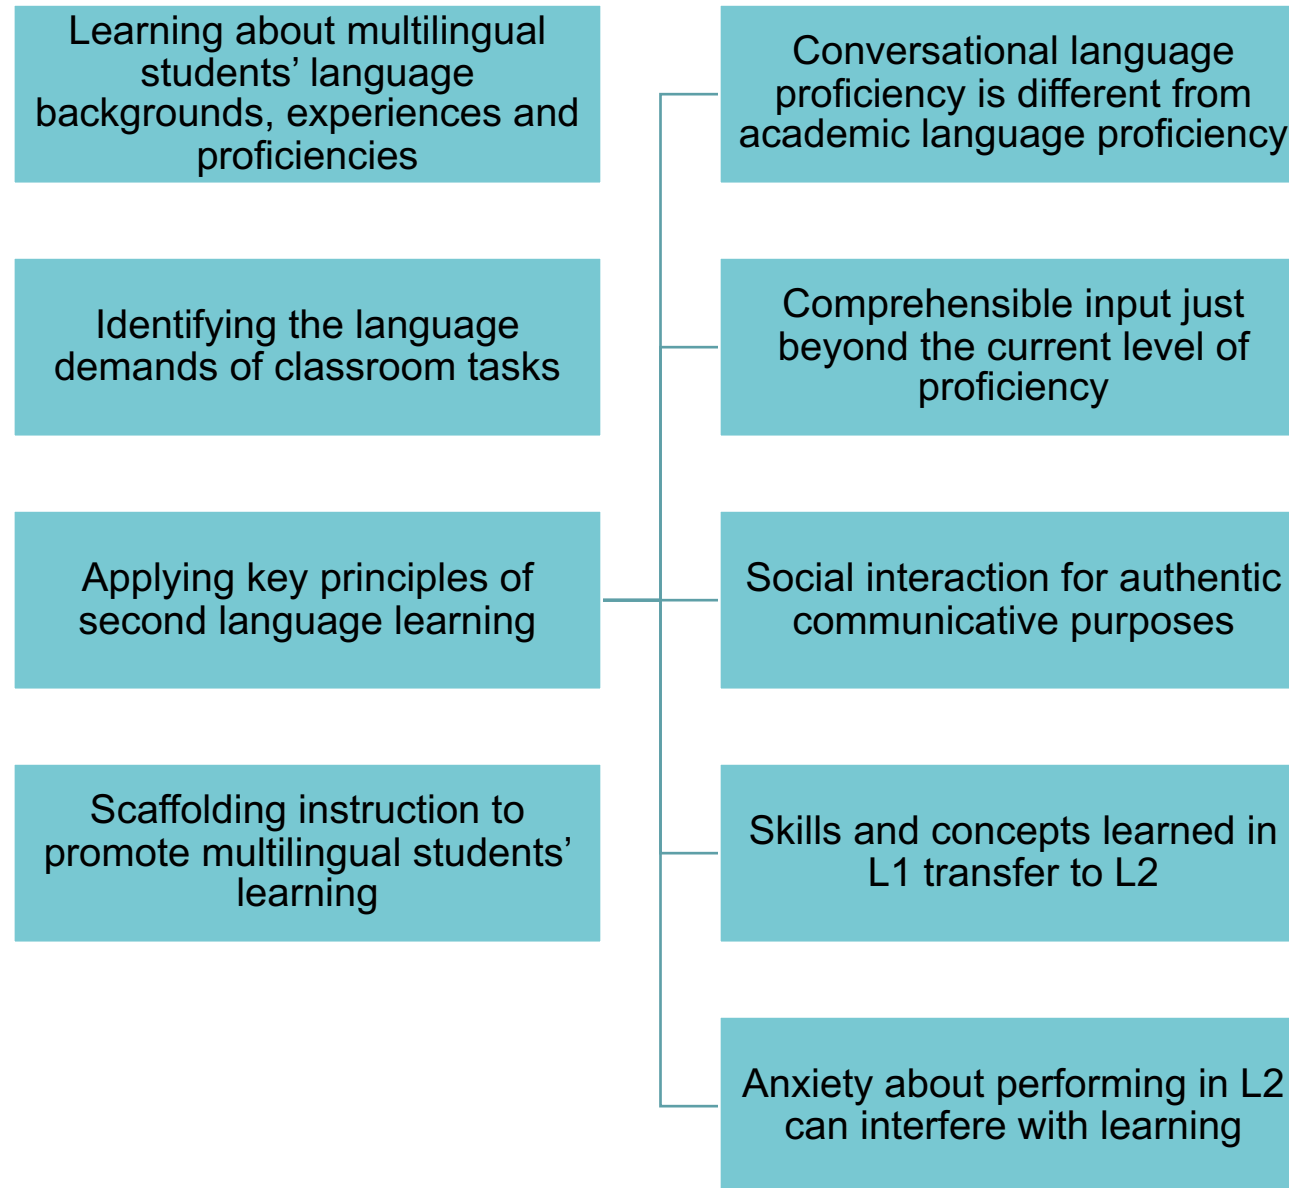 Learning about multilingual
students’ language
backgrounds, experiences and
proficiencies
Identifying the language
demands of classroom tasks
Applying key principles of
second language learning
Scaffolding instruction to
promote multilingual students’
learning
Conversational language
proficiency is different from
academic language proficiency
Comprehensible input just
beyond the current level of
proficiency
Social interaction for authentic
communicative purposes
Skills and concepts learned in
L1 transfer to L2
Anxiety about performing in L2
can interfere with learning